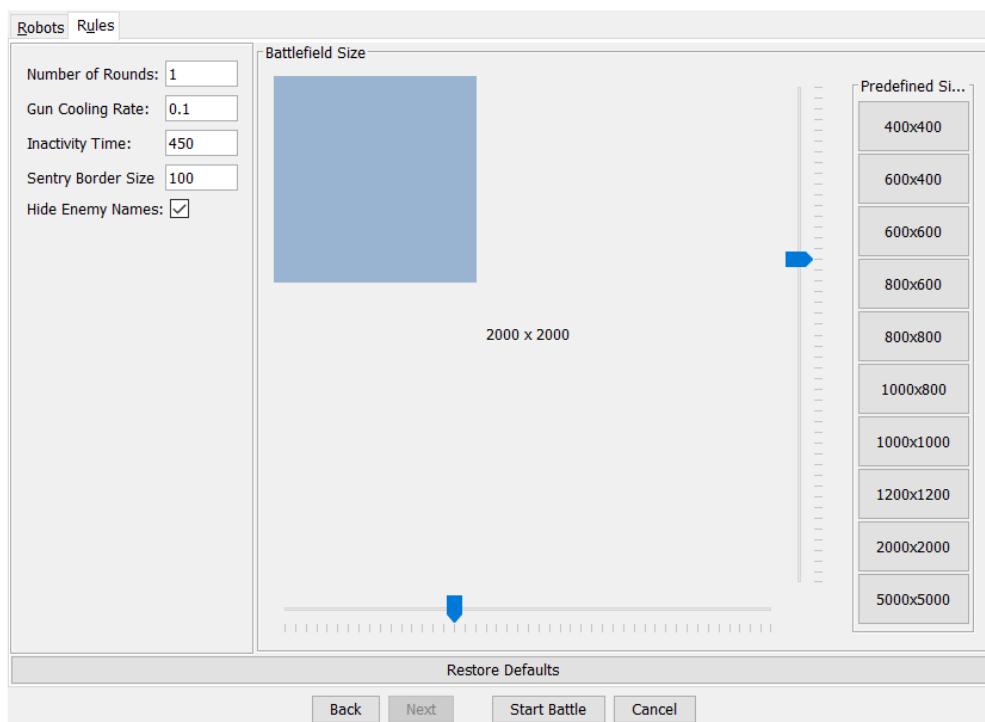 Robots Rules
Number of Rounds: 1
Gun Cooling Rate: 0.1
Inactivity Time: 450
Sentry Border Size 100
Hide Enemy Names:
Battlefield Size
2000 x 2000
Predefined Si...
400x400
600x400
600x600
800x600
800x800
1000x800
1000x1000
1200x1200
2000x2000
5000x5000
Restore Defaults
Back Next Start Battle Cancel